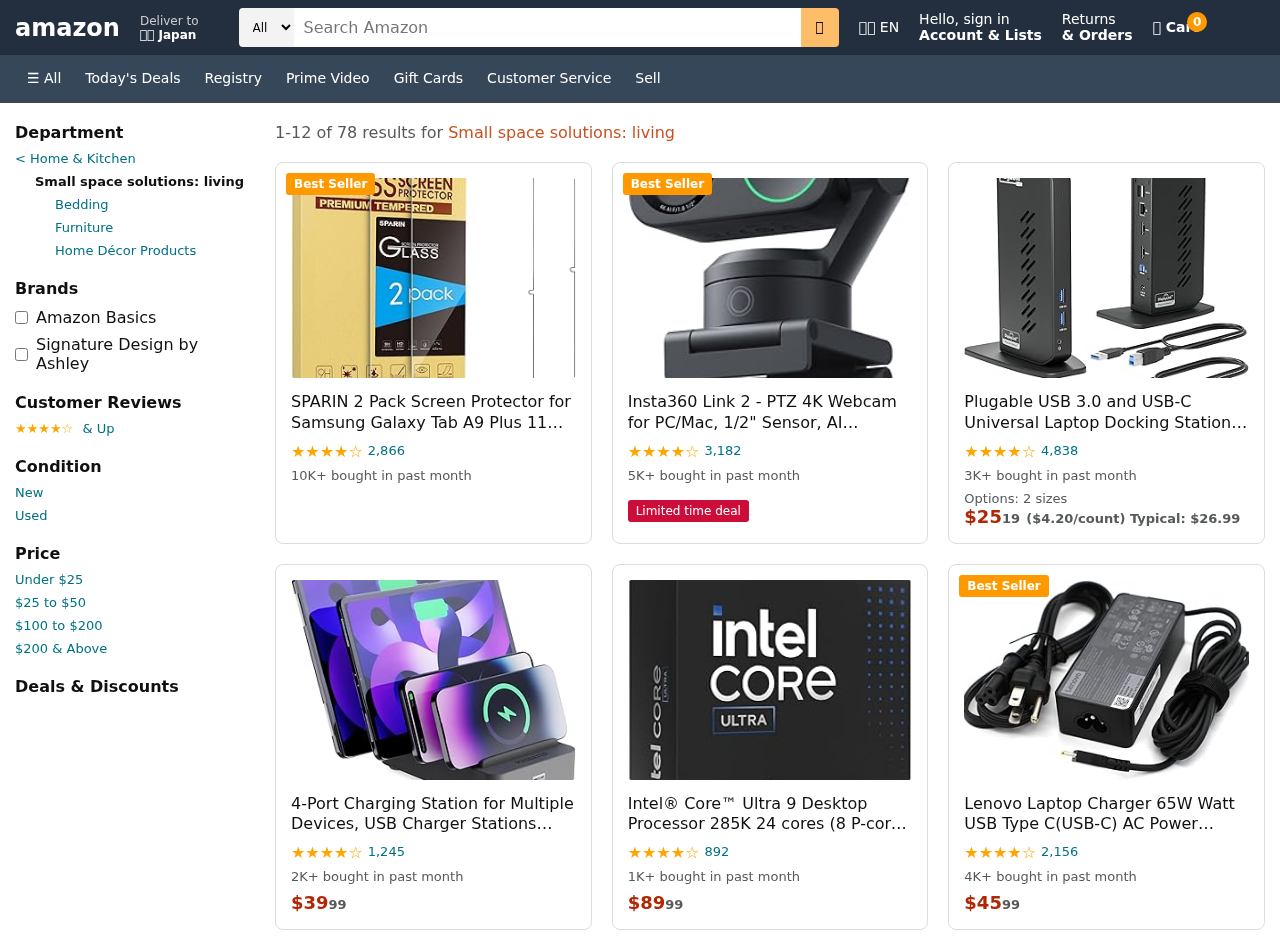 amazon
Deliver to
Japan
All
Search Amazon
EN
Hello, sign in
Account & Lists
Returns
& Orders
0
☰ All
Today's Deals
Registry
Prime Video
Gift Cards
Customer Service
Sell
Department
< Home & Kitchen
Small space solutions: living
Bedding
Furniture
Home Décor Products
Brands
Amazon Basics
Signature Design by
Ashley
Customer Reviews
★★★★☆ & Up
Condition
New
Used
Price
Under $25
$25 to $50
$100 to $200
$200 & Above
Deals & Discounts
1-12 of 78 results for Small space solutions: living
Best Seller
SCREEN
PROTECTOR
PREMIUM TEMPERED
SPARIN
SCREEN PROTECTOR
GLASS
2 pack
SPARIN 2 Pack Screen Protector for
Samsung Galaxy Tab A9 Plus 11...
★★★★☆ 2,866
10K+ bought in past month
Best Seller
Insta360 Link 2 - PTZ 4K Webcam
for PC/Mac, 1/2" Sensor, AI...
★★★★☆ 3,182
5K+ bought in past month
Limited time deal
Plugable USB 3.0 and USB-C
Universal Laptop Docking Station...
★★★★☆ 4,838
3K+ bought in past month
Options: 2 sizes
$2519 ($4.20/count) Typical: $26.99
4-Port Charging Station for Multiple
Devices, USB Charger Stations...
★★★★☆ 1,245
2K+ bought in past month
$3999
intel
CORE
ULTRA
intel CORE
ULTRA
Intel® Core™ Ultra 9 Desktop
Processor 285K 24 cores (8 P-cor...
★★★★☆ 892
1K+ bought in past month
$8999
Best Seller
Lenovo
Lenovo Laptop Charger 65W Watt
USB Type C(USB-C) AC Power...
★★★★☆ 2,156
4K+ bought in past month
$4599